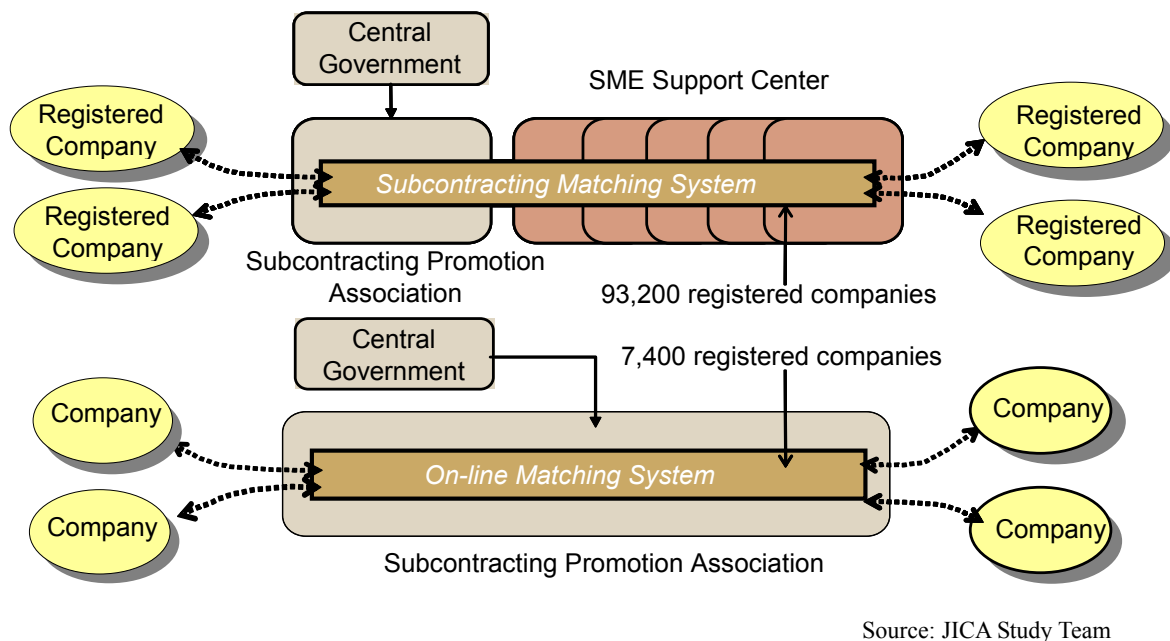 Central
Government
SME Support Center
Registered
Company
Registered
Company
Subcontracting Matching System
Registered
Company
Registered
Company
Subcontracting Promotion
Association
93,200 registered companies
Central
Government
7,400 registered companies
Company
Company
On-line Matching System
Company
Company
Subcontracting Promotion Association
Source: JICA Study Team